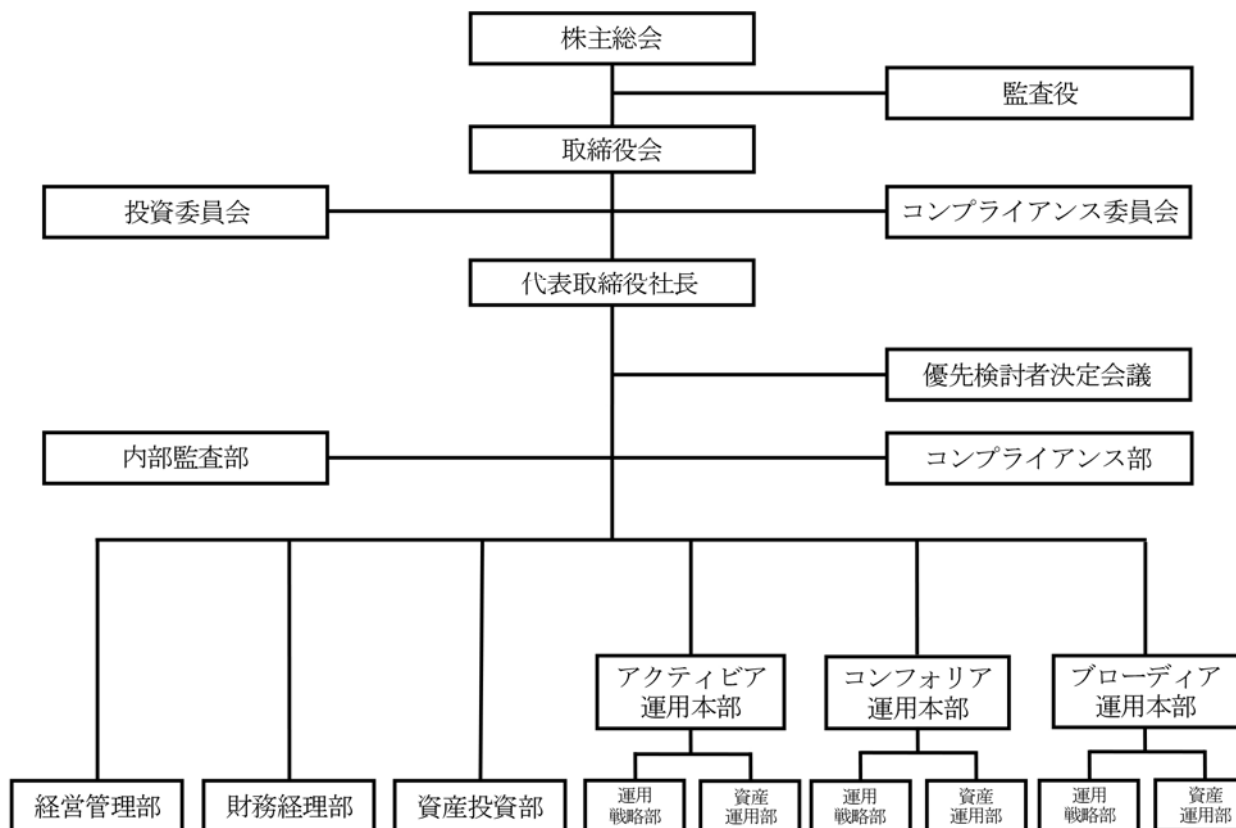 株主総会
監査役
取締役会
投資委員会
コンプライアンス委員会
代表取締役社長
優先検討者決定会議
内部監査部
コンプライアンス部
アクティビア
運用本部
コンフォリア
運用本部
ブローディア
運用本部
経営管理部
財務経理部
資産投資部
運用
戦略部
資産
運用部
運用
戦略部
資産
運用部
運用
戦略部
資産
運用部